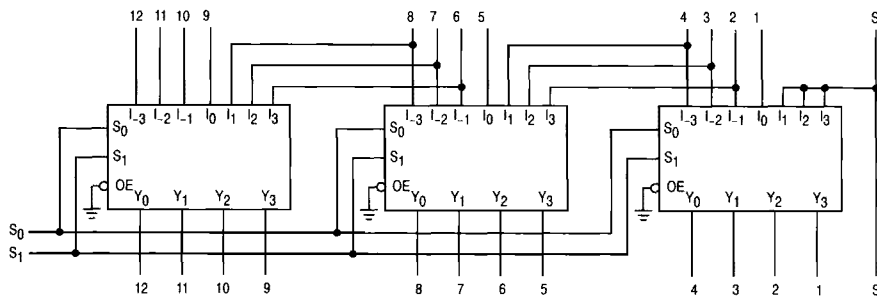 12 11 10 9 8 7 6 5 4 3 2 1 S
I-3 I-2 I-1 I0 I1 I2 I3 I-3 I-2 I-1 I0 I1 I2 I3 I-3 I-2 I-1 I0 I1 I2 I3
S0 S0 S0
S1 S1 S1
OE OE OE
Y0 Y1 Y2 Y3 Y0 Y1 Y2 Y3 Y0 Y1 Y2 Y3
S0
S1
12 11 10 9 8 7 6 5 4 3 2 1 S